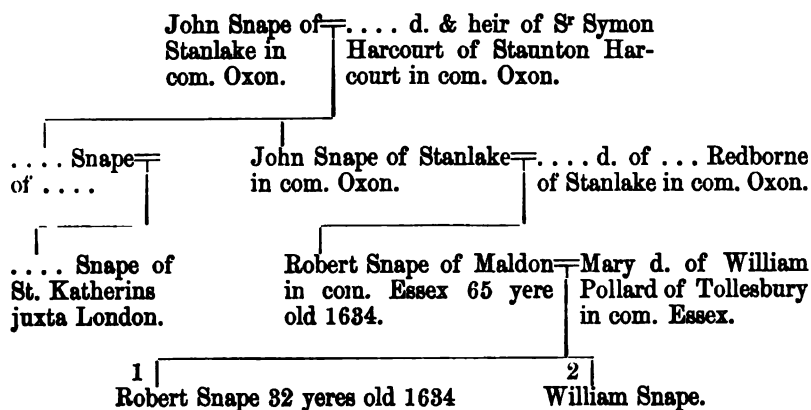 John Snape of
Stanlake in
com. Oxon.
.... d. & heir of Sʳ Symon
Harcourt of Staunton Har-
court in com. Oxon.
.... Snape
of ....
John Snape of Stanlake
in com. Oxon.
.... d. of ... Redborne
of Stanlake in com. Oxon.
.... Snape of
St. Katherins
juxta London.
Robert Snape of Maldon
in com. Essex 65 yere
old 1634.
Mary d. of William
Pollard of Tollesbury
in com. Essex.
1
Robert Snape 32 yeres old 1634
2
William Snape.